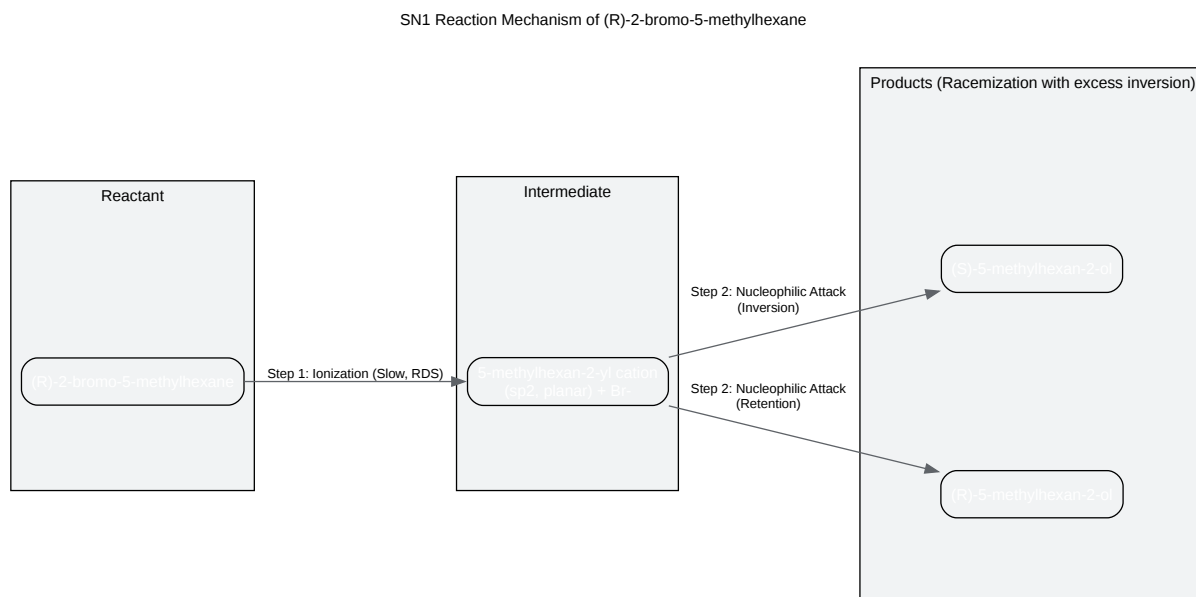 SN1 Reaction Mechanism of (R)-2-bromo-5-methylhexane
Reactant
(R)-2-bromo-5-methylhexane
Step 1: Ionization (Slow, RDS)
Intermediate
5-methylhexan-2-yl cation
(sp2, planar) + Br-
Step 2: Nucleophilic Attack
(Inversion)
Step 2: Nucleophilic Attack
(Retention)
Products (Racemization with excess inversion)
(S)-5-methylhexan-2-ol
(R)-5-methylhexan-2-ol